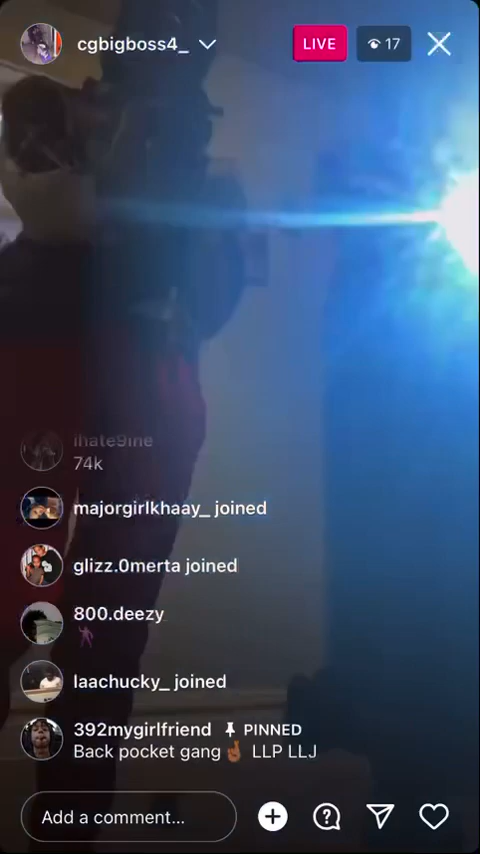 cgbigboss4_
LIVE
17
ihate9ine
74k
majorgirlkhaay_ joined
glizz.0merta joined
800.deezy
🕺
laachucky_ joined
392mygirlfriend PINNED
Back pocket gang🤞🏾 LLP LLJ
Add a comment...